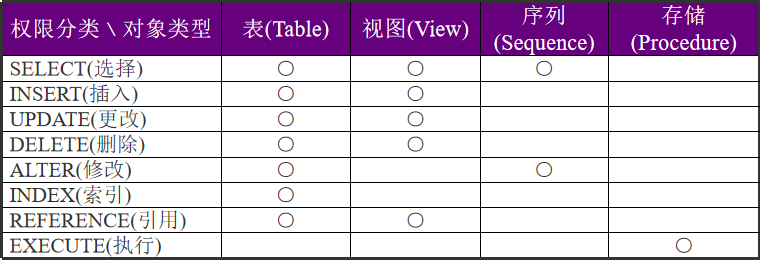 权限分类\对象类型 表(Table) 视图(View) 序列(Sequence) 存储(Procedure)
SELECT(选择) ○ ○ ○
INSERT(插入) ○ ○
UPDATE(更改) ○ ○
DELETE(删除) ○ ○
ALTER(修改) ○ ○
INDEX(索引) ○
REFERENCE(引用) ○ ○
EXECUTE(执行) ○